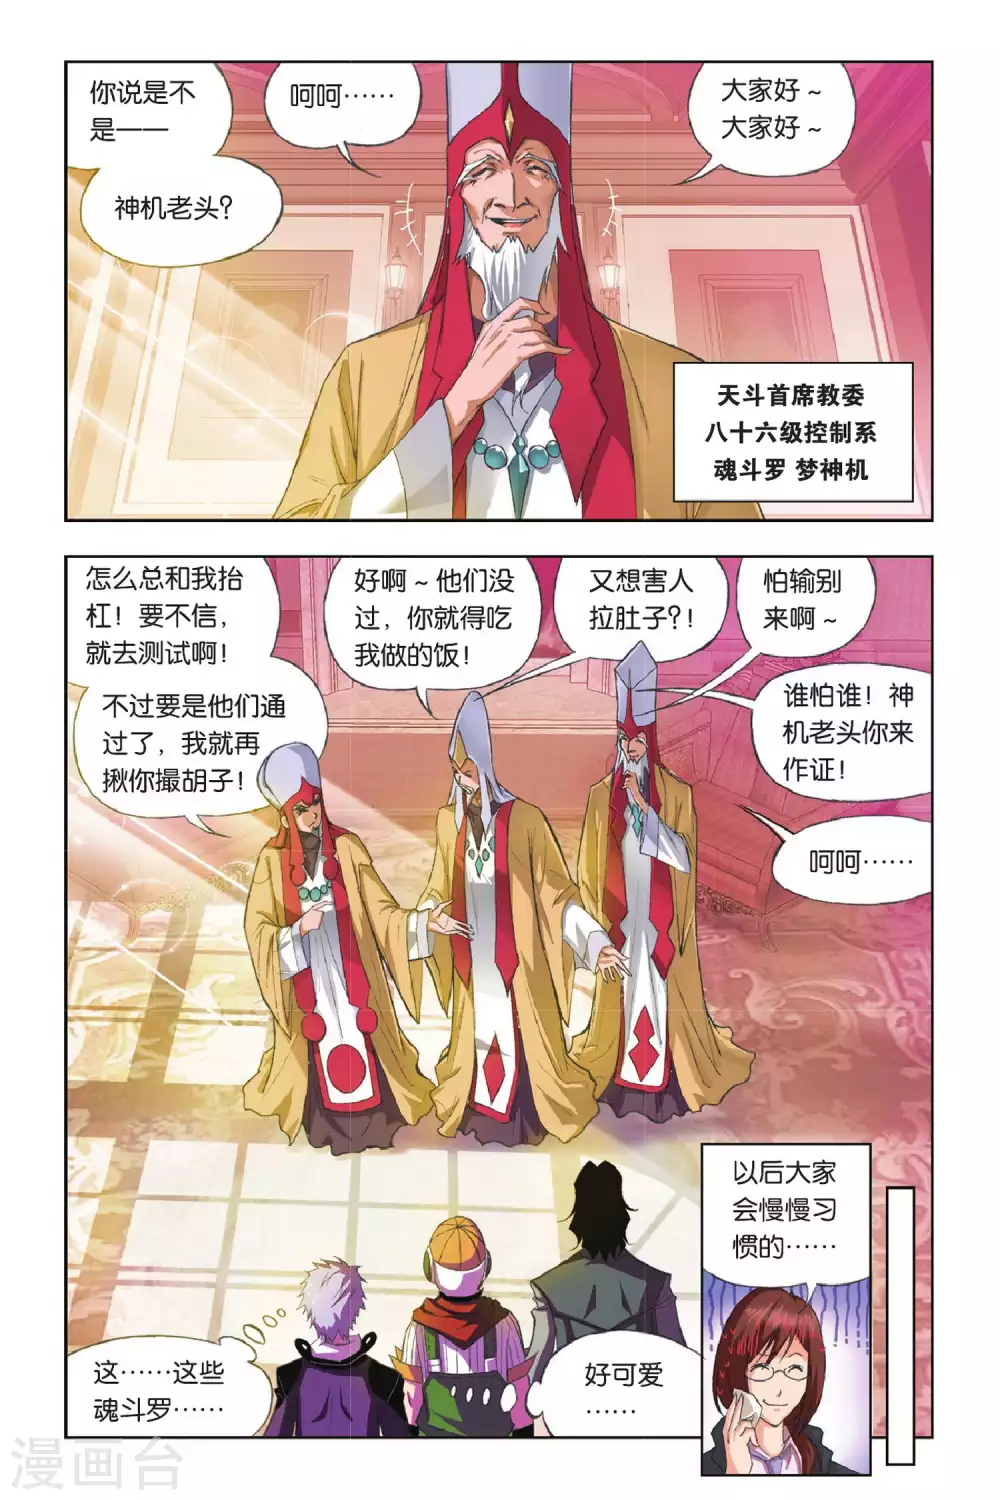 你说是不
是——
神机老头？
呵呵……
大家好～
大家好～
天斗首席教委
八十六级控制系
魂斗罗 梦神机
怎么总和我抬
杠！要不信，
就去测试啊！
不过要是他们通
过了，我就再
揪你撮胡子！
好啊～他们没
过，你就得吃
我做的饭！
又想害人
拉肚子？！
怕输别
来啊～
谁怕谁！神
机老头你来
作证！
呵呵……
这……这些
魂斗罗……
好可爱
……
以后大家
会慢慢习
惯的……
漫画台